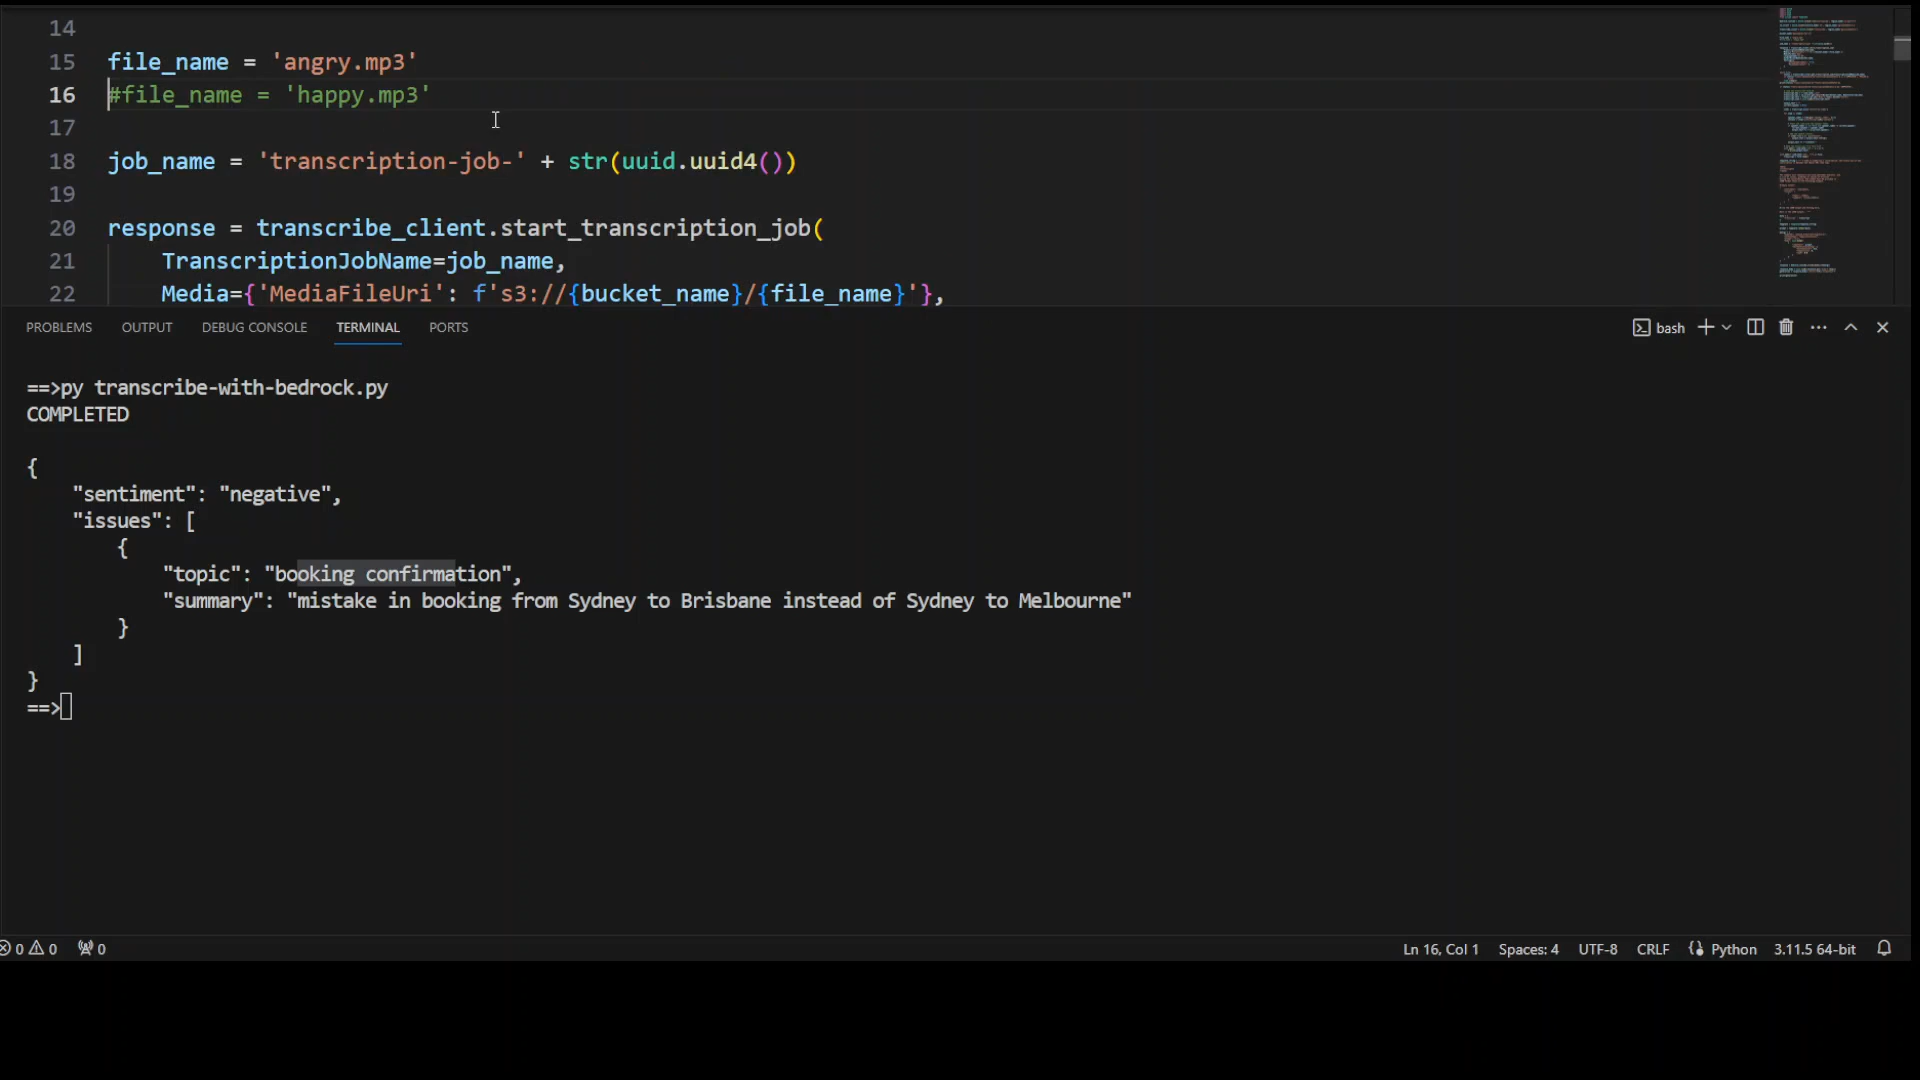 14
15 file_name = 'angry.mp3'
16 #file_name = 'happy.mp3'
17
18 job_name = 'transcription-job-' + str(uuid.uuid4())
19
20 response = transcribe_client.start_transcription_job(
21     TranscriptionJobName=job_name,
22     Media={'MediaFileUri': f's3://{bucket_name}/{file_name}'},
PROBLEMS OUTPUT DEBUG CONSOLE TERMINAL PORTS bash
==>py transcribe-with-bedrock.py
COMPLETED
{
    "sentiment": "negative",
    "issues": [
        {
            "topic": "booking confirmation",
            "summary": "mistake in booking from Sydney to Brisbane instead of Sydney to Melbourne"
        }
    ]
}
==>
0 0 0 Ln 16, Col 1 Spaces: 4 UTF-8 CRLF Python 3.11.5 64-bit